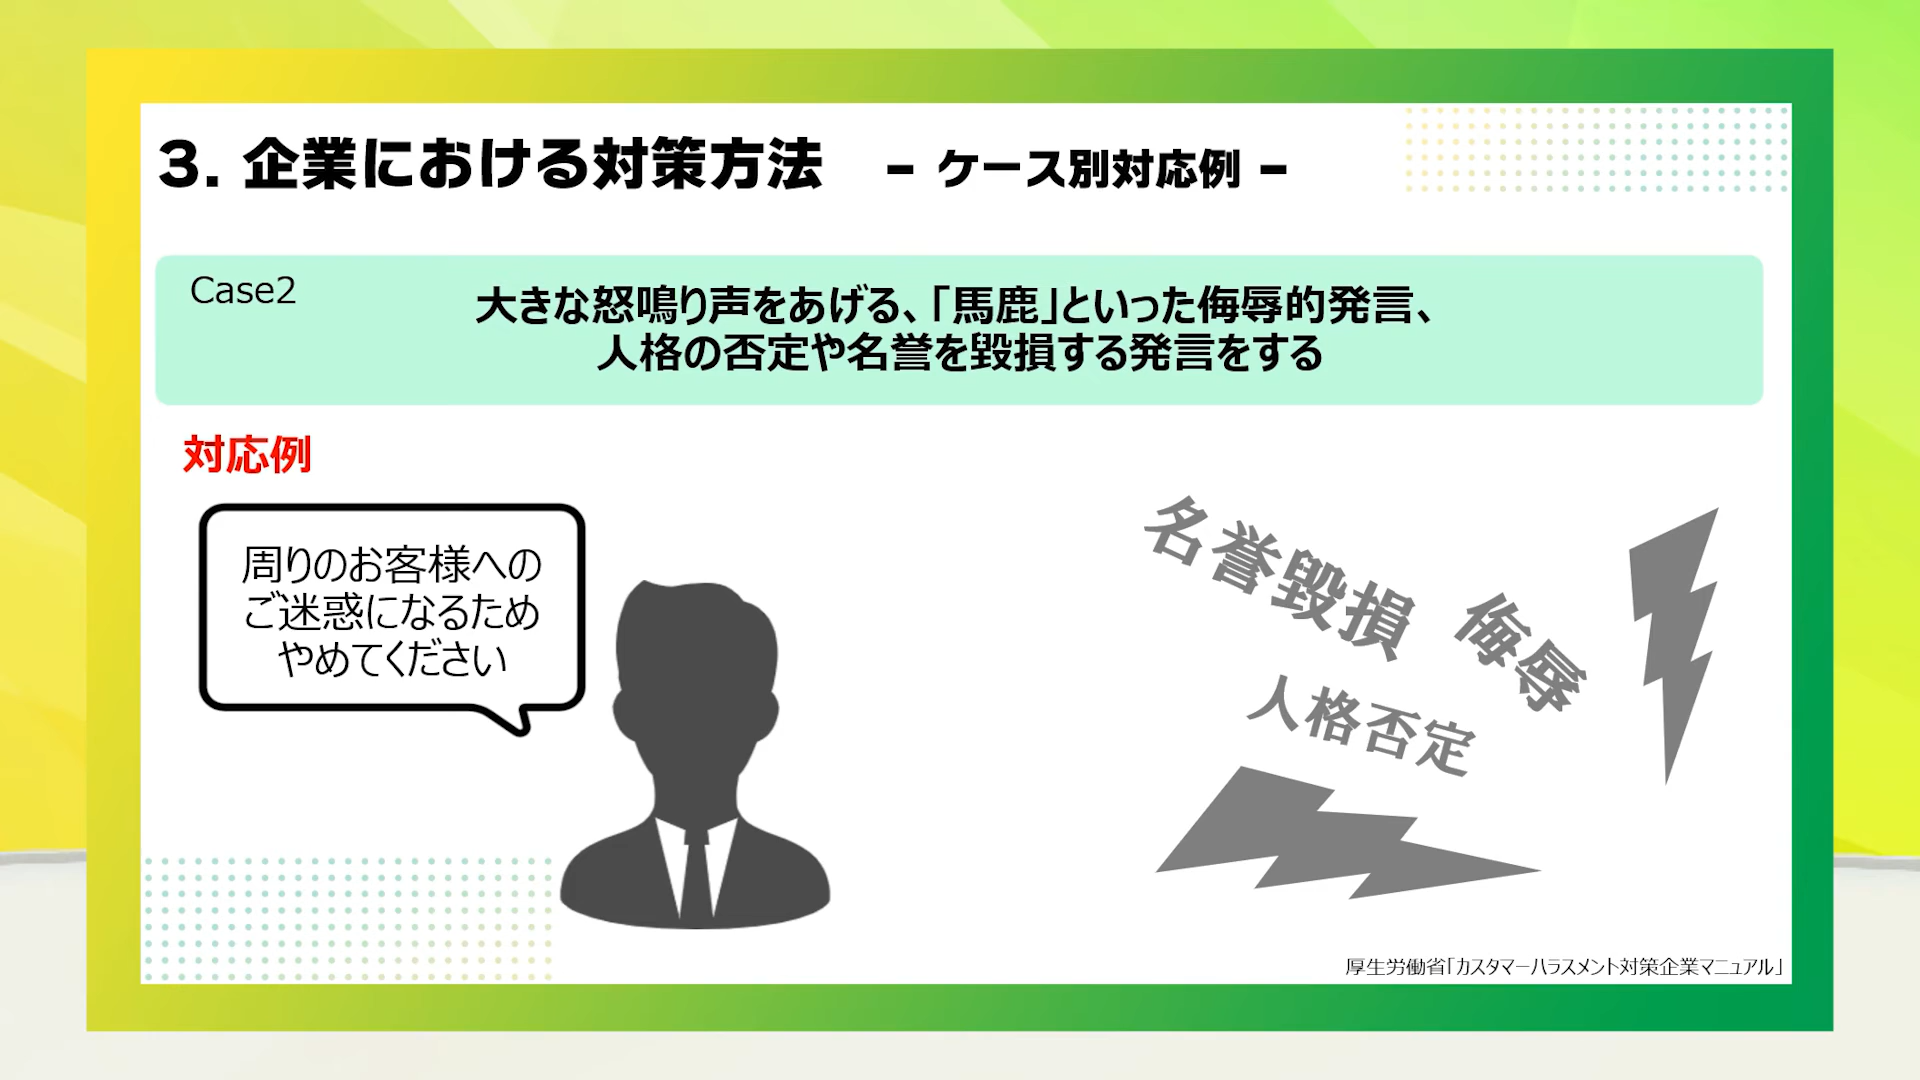 3. 企業における対策方法 – ケース別対応例 –
Case2
大きな怒鳴り声をあげる、「馬鹿」といった侮辱的発言、
人格の否定や名誉を毀損する発言をする
対応例
周りのお客様への
ご迷惑になるため
やめてください
名誉毀損
侮辱
人格否定
厚生労働省「カスタマーハラスメント対策企業マニュアル」